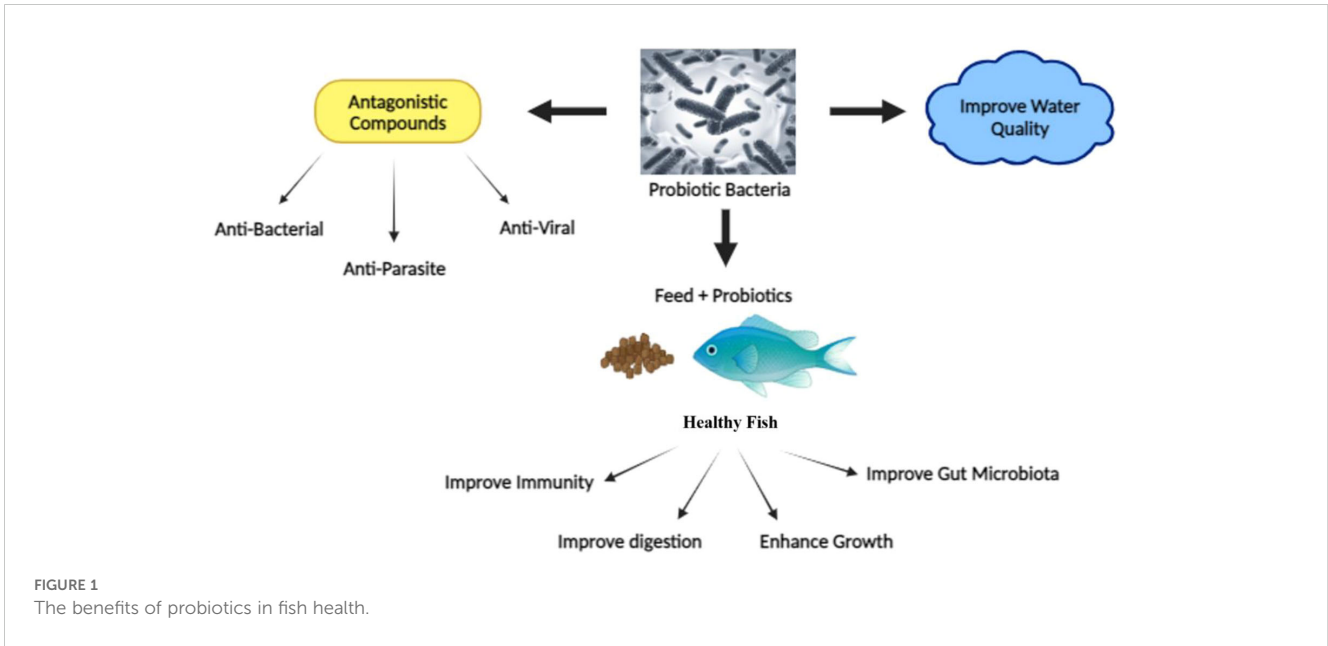 Antagonistic
Compounds
Improve Water
Quality
Probiotic Bacteria
Anti-Bacterial
Anti-Viral
Anti-Parasite
Feed + Probiotics
Healthy Fish
Improve Immunity
Improve Gut Microbiota
Improve digestion
Enhance Growth
FIGURE 1
The benefits of probiotics in fish health.